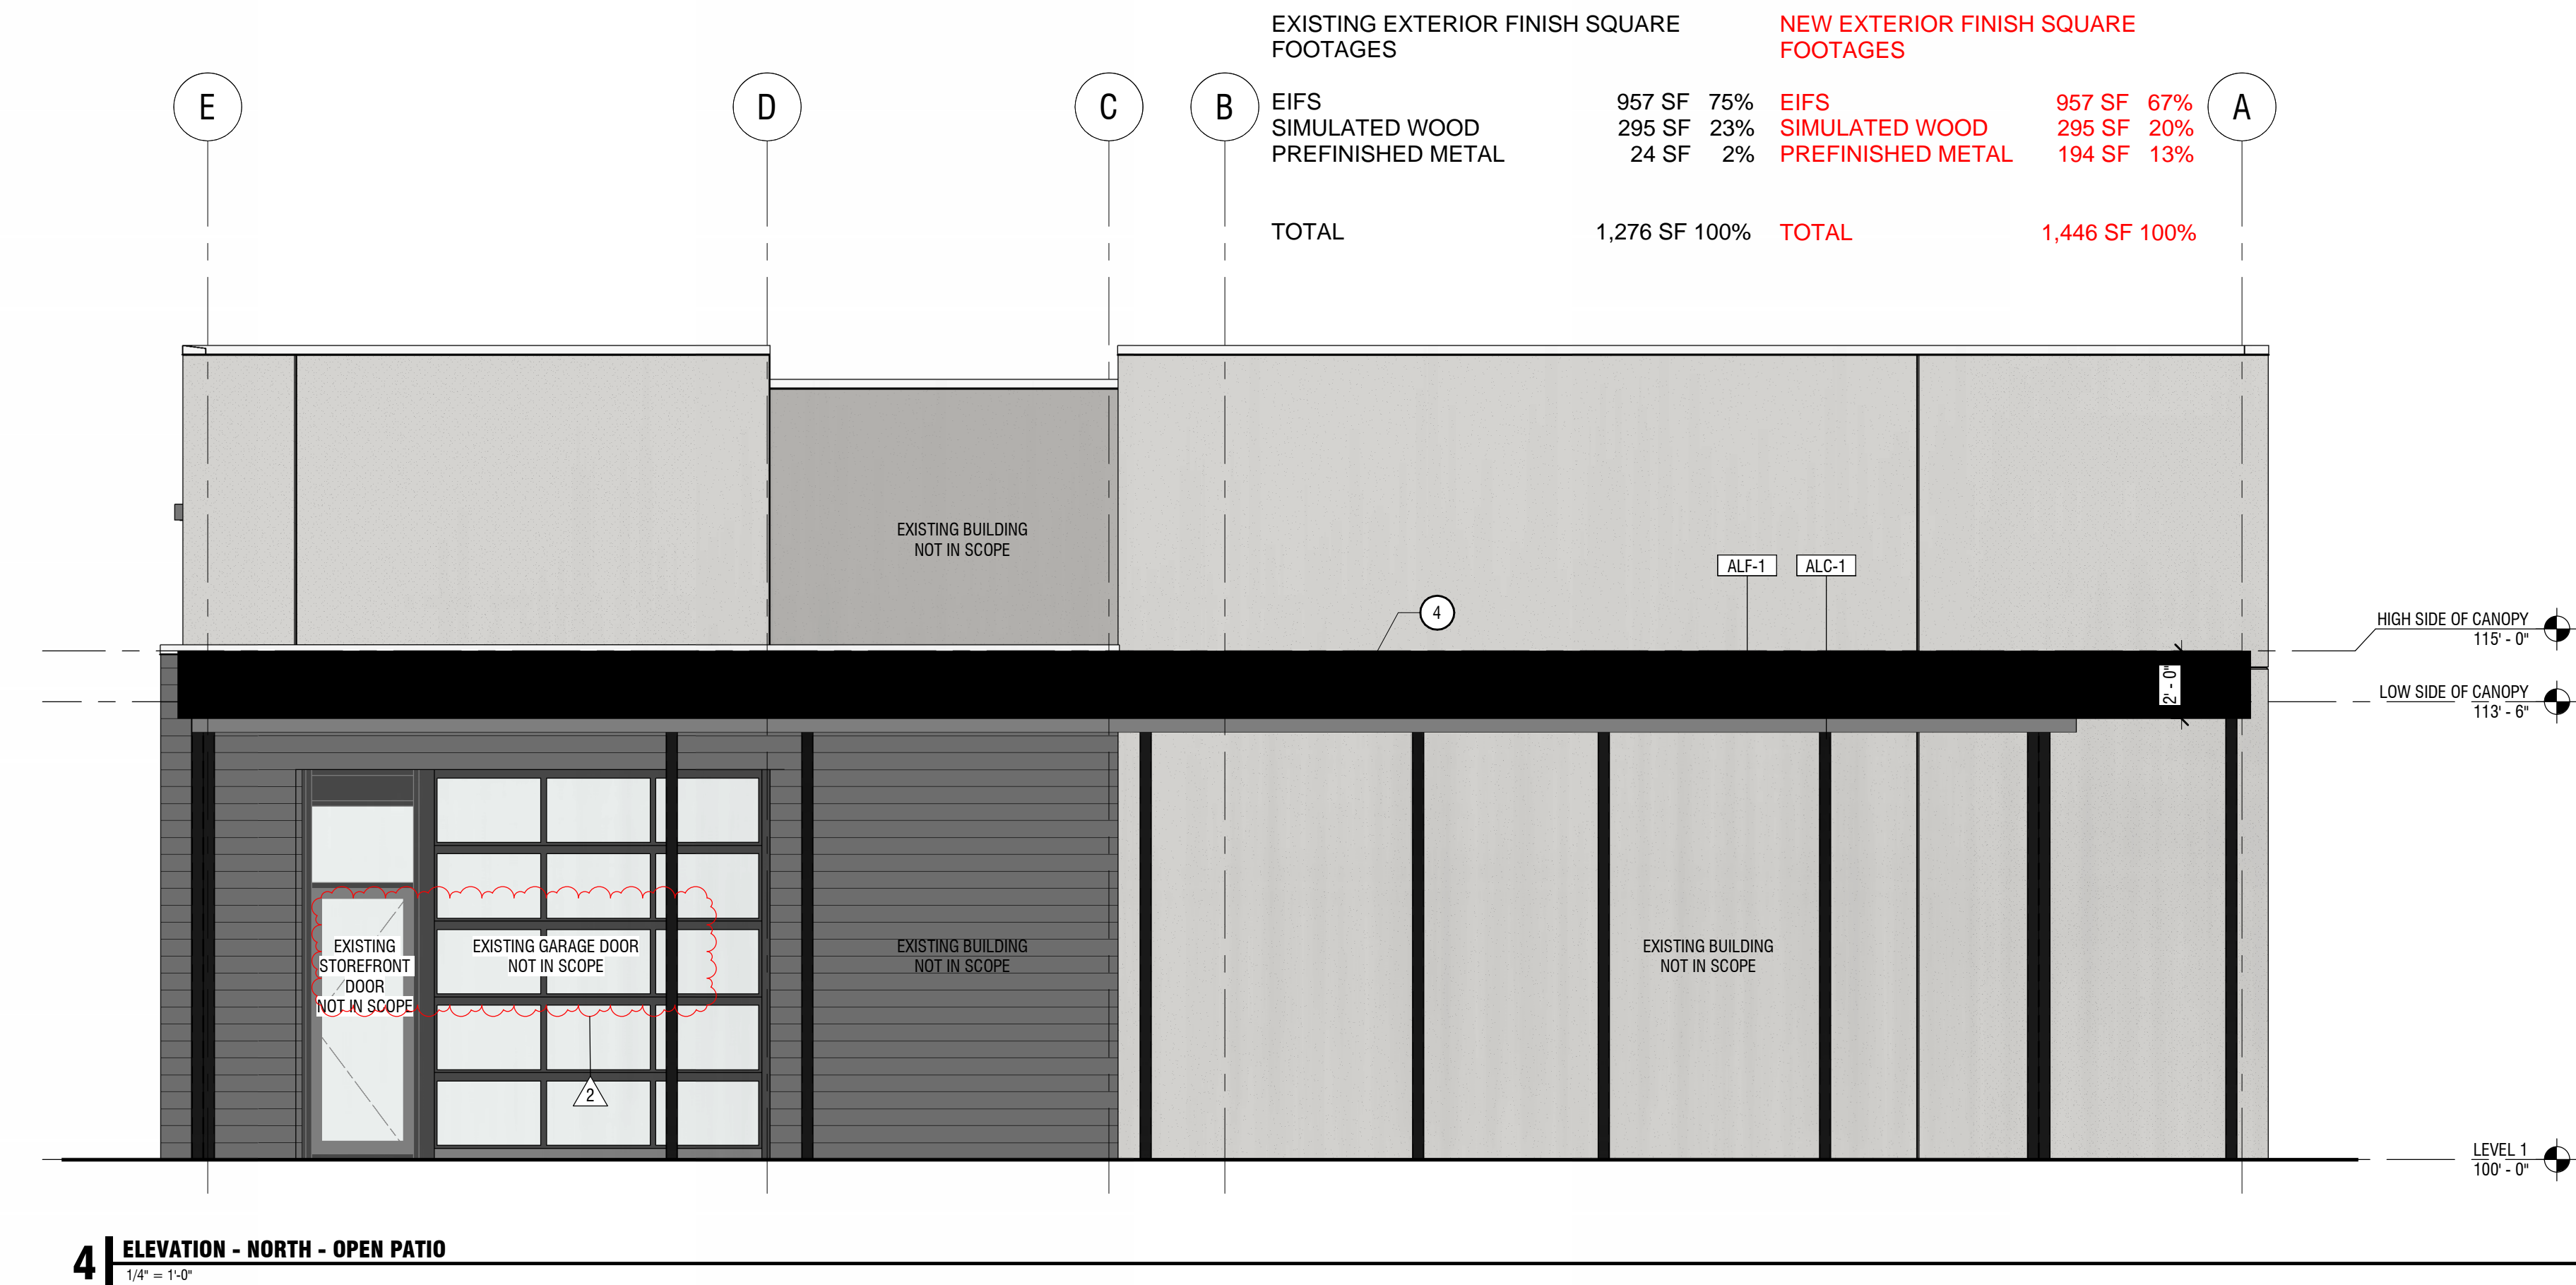 EXISTING EXTERIOR FINISH SQUARE
FOOTAGES
EIFS 957 SF 75%
SIMULATED WOOD 295 SF 23%
PREFINISHED METAL 24 SF 2%
TOTAL 1,276 SF 100%
NEW EXTERIOR FINISH SQUARE
FOOTAGES
EIFS 957 SF 67%
SIMULATED WOOD 295 SF 20%
PREFINISHED METAL 194 SF 13%
TOTAL 1,446 SF 100%
E
D
C
B
A
EXISTING BUILDING
NOT IN SCOPE
ALF-1
ALC-1
4
HIGH SIDE OF CANOPY
115' - 0"
2' - 0"
LOW SIDE OF CANOPY
113' - 6"
EXISTING
STOREFRONT
DOOR
NOT IN SCOPE
EXISTING GARAGE DOOR
NOT IN SCOPE
EXISTING BUILDING
NOT IN SCOPE
EXISTING BUILDING
NOT IN SCOPE
2
LEVEL 1
100' - 0"
4
ELEVATION - NORTH - OPEN PATIO
1/4" = 1'-0"